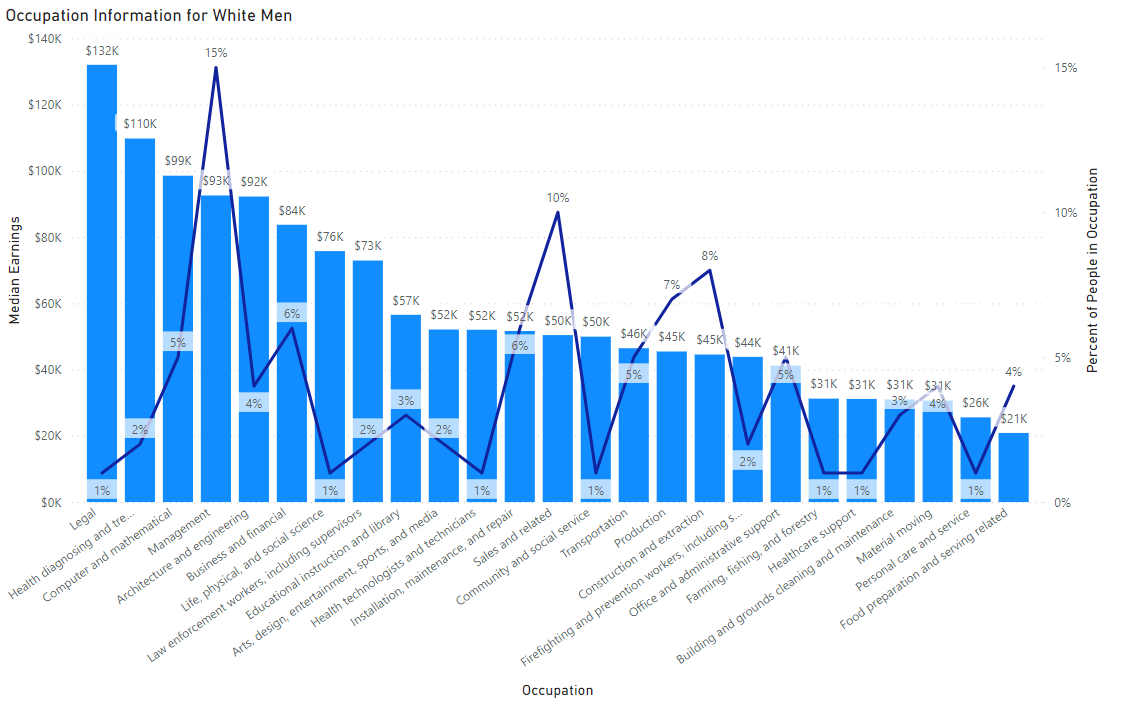 Occupation Information for White Men
$140K
$120K
$100K
$80K
$60K
$40K
$20K
$0K
Median Earnings
15%
10%
5%
0%
Percent of People in Occupation
$132K
$110K
$99K
$93K
$92K
$84K
$76K
$73K
$57K
$52K
$52K
$52K
$50K
$50K
$46K
$45K
$45K
$44K
$41K
$31K
$31K
$31K
$31K
$26K
$21K
1%
2%
5%
15%
4%
6%
1%
2%
3%
2%
1%
6%
10%
1%
5%
7%
8%
2%
5%
1%
1%
3%
4%
1%
4%
Legal
Health diagnosing and tre...
Computer and mathematical
Management
Architecture and engineering
Business and financial
Life, physical, and social science
Law enforcement workers, including supervisors
Educational instruction and library
Arts, design, entertainment, sports, and media
Health technologists and technicians
Installation, maintenance, and repair
Sales and related
Community and social service
Transportation
Production
Construction and extraction
Firefighting and prevention workers, including s...
Office and administrative support
Farming, fishing, and forestry
Healthcare support
Building and grounds cleaning and maintenance
Material moving
Personal care and service
Food preparation and serving related
Occupation